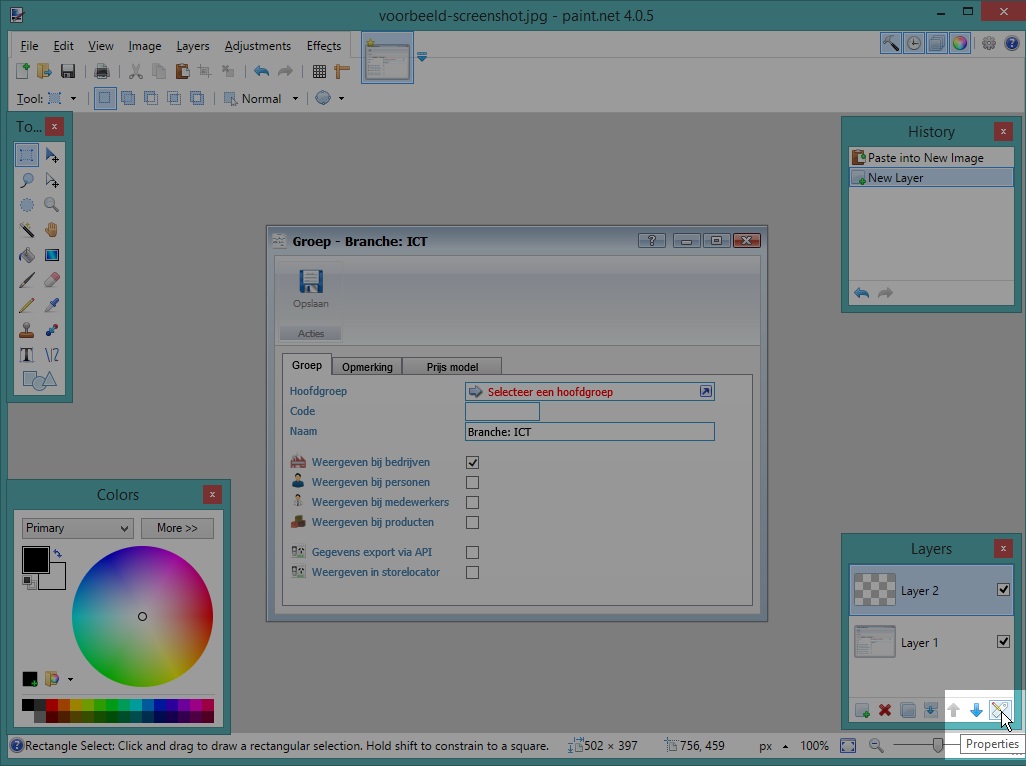 voorbeeld-screenshot.jpg - paint.net 4.0.5
File Edit View Image Layers Adjustments Effects
Tool: Normal
To...
History
Paste into New Image
New Layer
Groep - Branche: ICT
Opslaan
Acties
Groep Opmerking Prijs model
Hoofdgroep Selecteer een hoofdgroep
Code
Naam Branche: ICT
Weergeven bij bedrijven
Weergeven bij personen
Weergeven bij medewerkers
Weergeven bij producten
Gegevens export via API
Weergeven in storelocator
Colors
Primary More >>
Layers
Layer 2
Layer 1
Rectangle Select: Click and drag to draw a rectangular selection. Hold shift to constrain to a square. 502 × 397 756, 459 px 100%
Properties